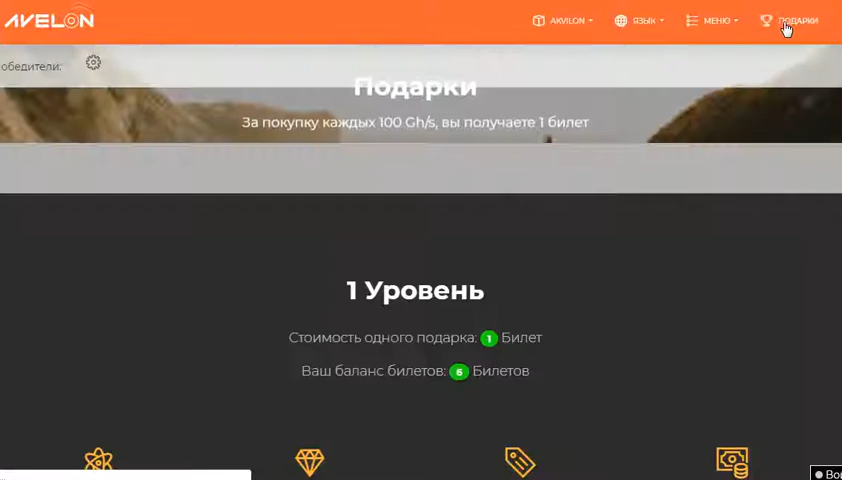 AVELON
AKVILON
ЯЗЫК
МЕНЮ
ПОДАРКИ
обедители:
Подарки
За покупку каждых 100 Gh/s, вы получаете 1 билет
1 Уровень
Стоимость одного подарка: 1 Билет
Ваш баланс билетов: 6 Билетов